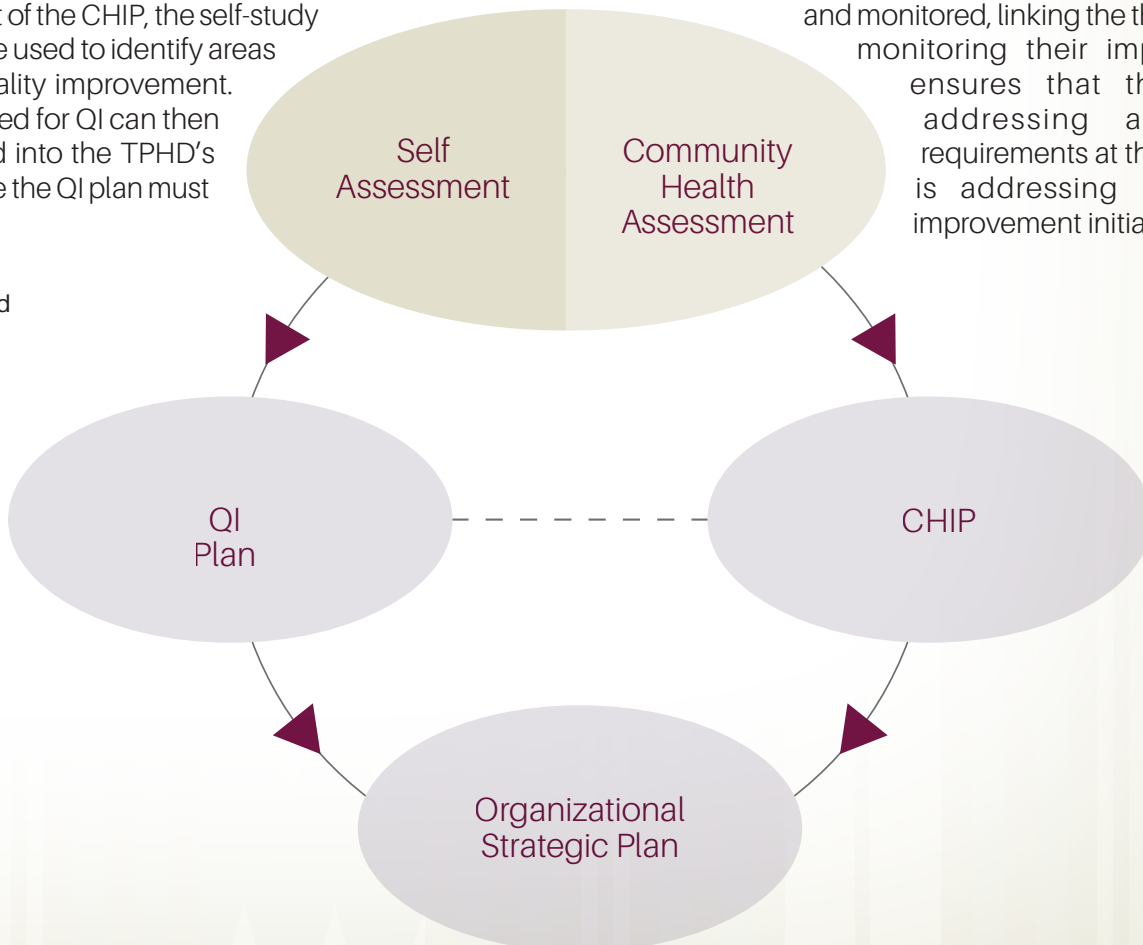 t of the CHIP, the self-study
e used to identify areas
ality improvement.
ed for QI can then
d into the TPHD’s
e the QI plan must
d
and monitored, linking the th
monitoring their imp
ensures that th
addressing a
requirements at th
is addressing
improvement initia
Self
Assessment
Community
Health
Assessment
QI
Plan
CHIP
Organizational
Strategic Plan